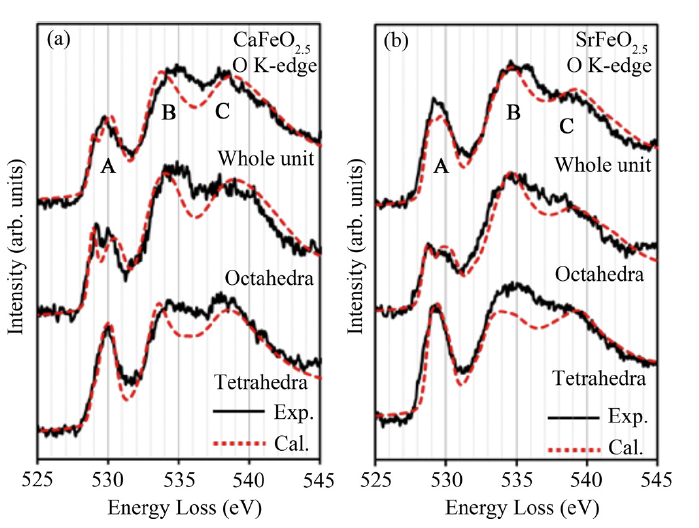 (a)
CaFeO2.5
O K-edge
B
C
A
Whole unit
Octahedra
Tetrahedra
Exp.
Cal.
Intensity (arb. units)
525 530 535 540 545
Energy Loss (eV)
(b)
SrFeO2.5
O K-edge
B
C
A
Whole unit
Octahedra
Tetrahedra
Exp.
Cal.
Intensity (arb. units)
525 530 535 540 545
Energy Loss (eV)